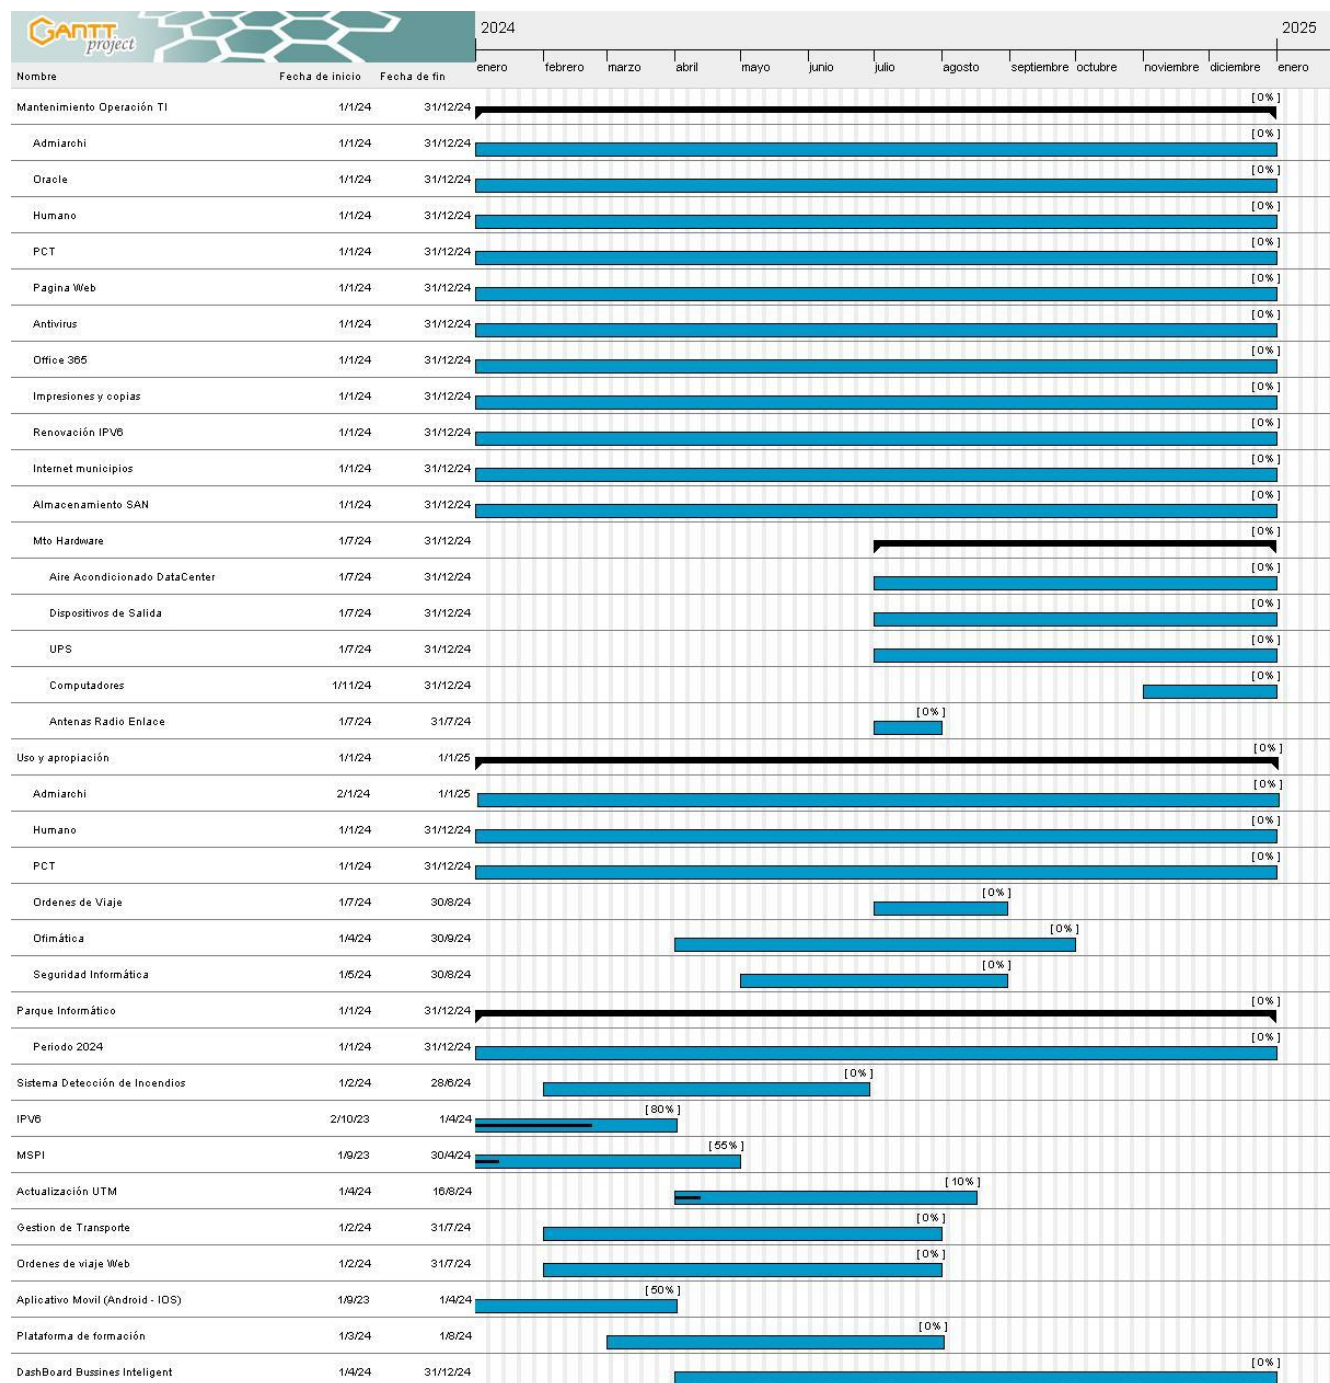 GANTT project
2024 2025
enero febrero marzo abril mayo junio julio agosto septiembre octubre noviembre diciembre enero
Nombre Fecha de inicio Fecha de fin
Mantenimiento Operación TI 1/1/24 31/12/24 [0%]
Admiarchi 1/1/24 31/12/24 [0%]
Oracle 1/1/24 31/12/24 [0%]
Humano 1/1/24 31/12/24 [0%]
PCT 1/1/24 31/12/24 [0%]
Pagina Web 1/1/24 31/12/24 [0%]
Antivirus 1/1/24 31/12/24 [0%]
Office 365 1/1/24 31/12/24 [0%]
Impresiones y copias 1/1/24 31/12/24 [0%]
Renovación IPV6 1/1/24 31/12/24 [0%]
Internet municipios 1/1/24 31/12/24 [0%]
Almacenamiento SAN 1/1/24 31/12/24 [0%]
Mto Hardware 1/7/24 31/12/24 [0%]
Aire Acondicionado DataCenter 1/7/24 31/12/24 [0%]
Dispositivos de Salida 1/7/24 31/12/24 [0%]
UPS 1/7/24 31/12/24 [0%]
Computadores 1/11/24 31/12/24 [0%]
Antenas Radio Enlace 1/7/24 31/7/24 [0%]
Uso y apropiación 1/1/24 1/1/25 [0%]
Admiarchi 2/1/24 1/1/25 [0%]
Humano 1/1/24 31/12/24 [0%]
PCT 1/1/24 31/12/24 [0%]
Ordenes de Viaje 1/7/24 30/8/24 [0%]
Ofimática 1/4/24 30/9/24 [0%]
Seguridad Informática 1/5/24 30/8/24 [0%]
Parque Informático 1/1/24 31/12/24 [0%]
Periodo 2024 1/1/24 31/12/24 [0%]
Sistema Detección de Incendios 1/2/24 28/6/24 [0%]
IPV6 2/10/23 1/4/24 [80%]
MSPI 1/9/23 30/4/24 [55%]
Actualización UTM 1/4/24 16/8/24 [10%]
Gestion de Transporte 1/2/24 31/7/24 [0%]
Ordenes de viaje Web 1/2/24 31/7/24 [0%]
Aplicativo Movil (Android - IOS) 1/9/23 1/4/24 [50%]
Plataforma de formación 1/3/24 1/8/24 [0%]
DashBoard Bussines Inteligent 1/4/24 31/12/24 [0%]